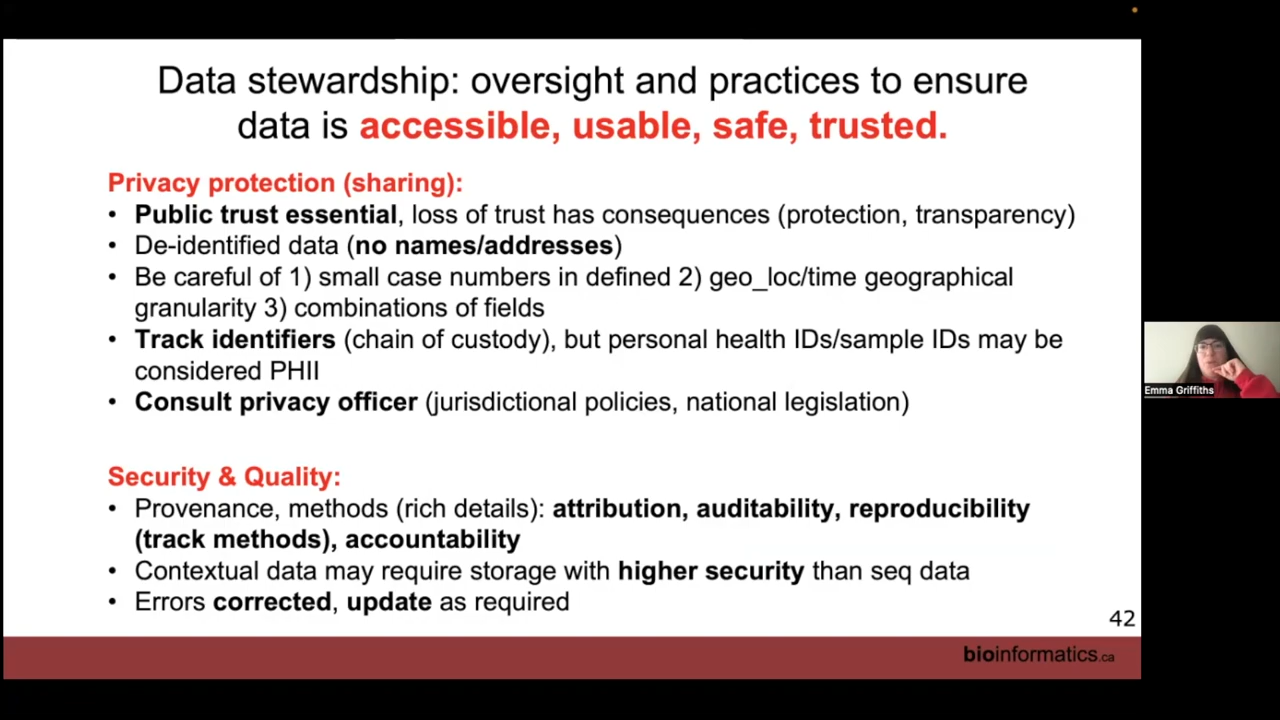 Data stewardship: oversight and practices to ensure
data is accessible, usable, safe, trusted.
Privacy protection (sharing):
• Public trust essential, loss of trust has consequences (protection, transparency)
• De-identified data (no names/addresses)
• Be careful of 1) small case numbers in defined 2) geo_loc/time geographical
granularity 3) combinations of fields
• Track identifiers (chain of custody), but personal health IDs/sample IDs may be
considered PHII
• Consult privacy officer (jurisdictional policies, national legislation)
Security & Quality:
• Provenance, methods (rich details): attribution, auditability, reproducibility
(track methods), accountability
• Contextual data may require storage with higher security than seq data
• Errors corrected, update as required
42
bioinformatics.ca
Emma Griffiths